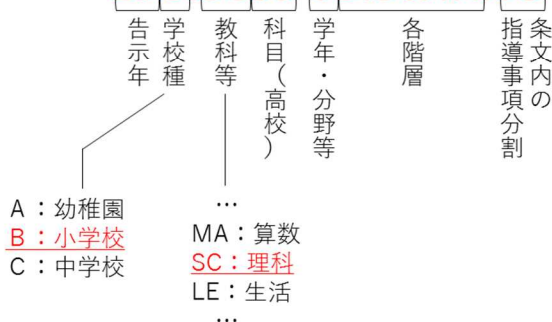 告示年
学校種
教科等
科目（高校）
学年・分野等
各階層
指導事項分割
条文内の
A：幼稚園
B：小学校
C：中学校
…
MA：算数
SC：理科
LE：生活
…